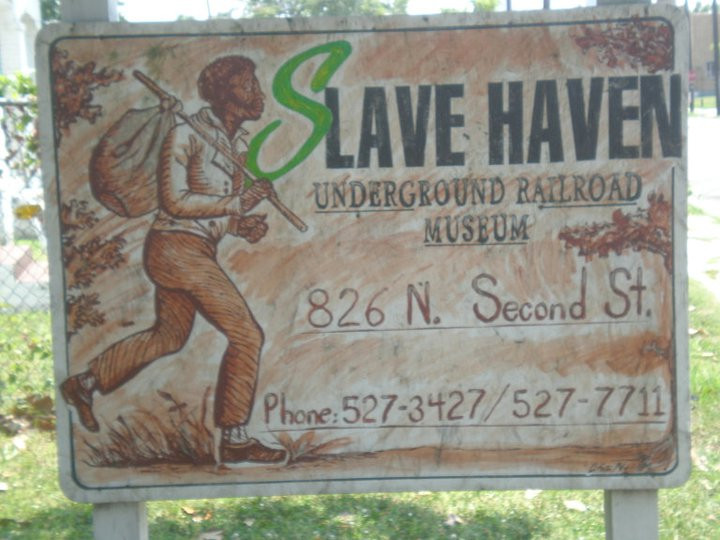 SLAVE HAVEN
UNDERGROUND RAILROAD
MUSEUM
826 N. Second St.
Phone: 527-3427/527-7711